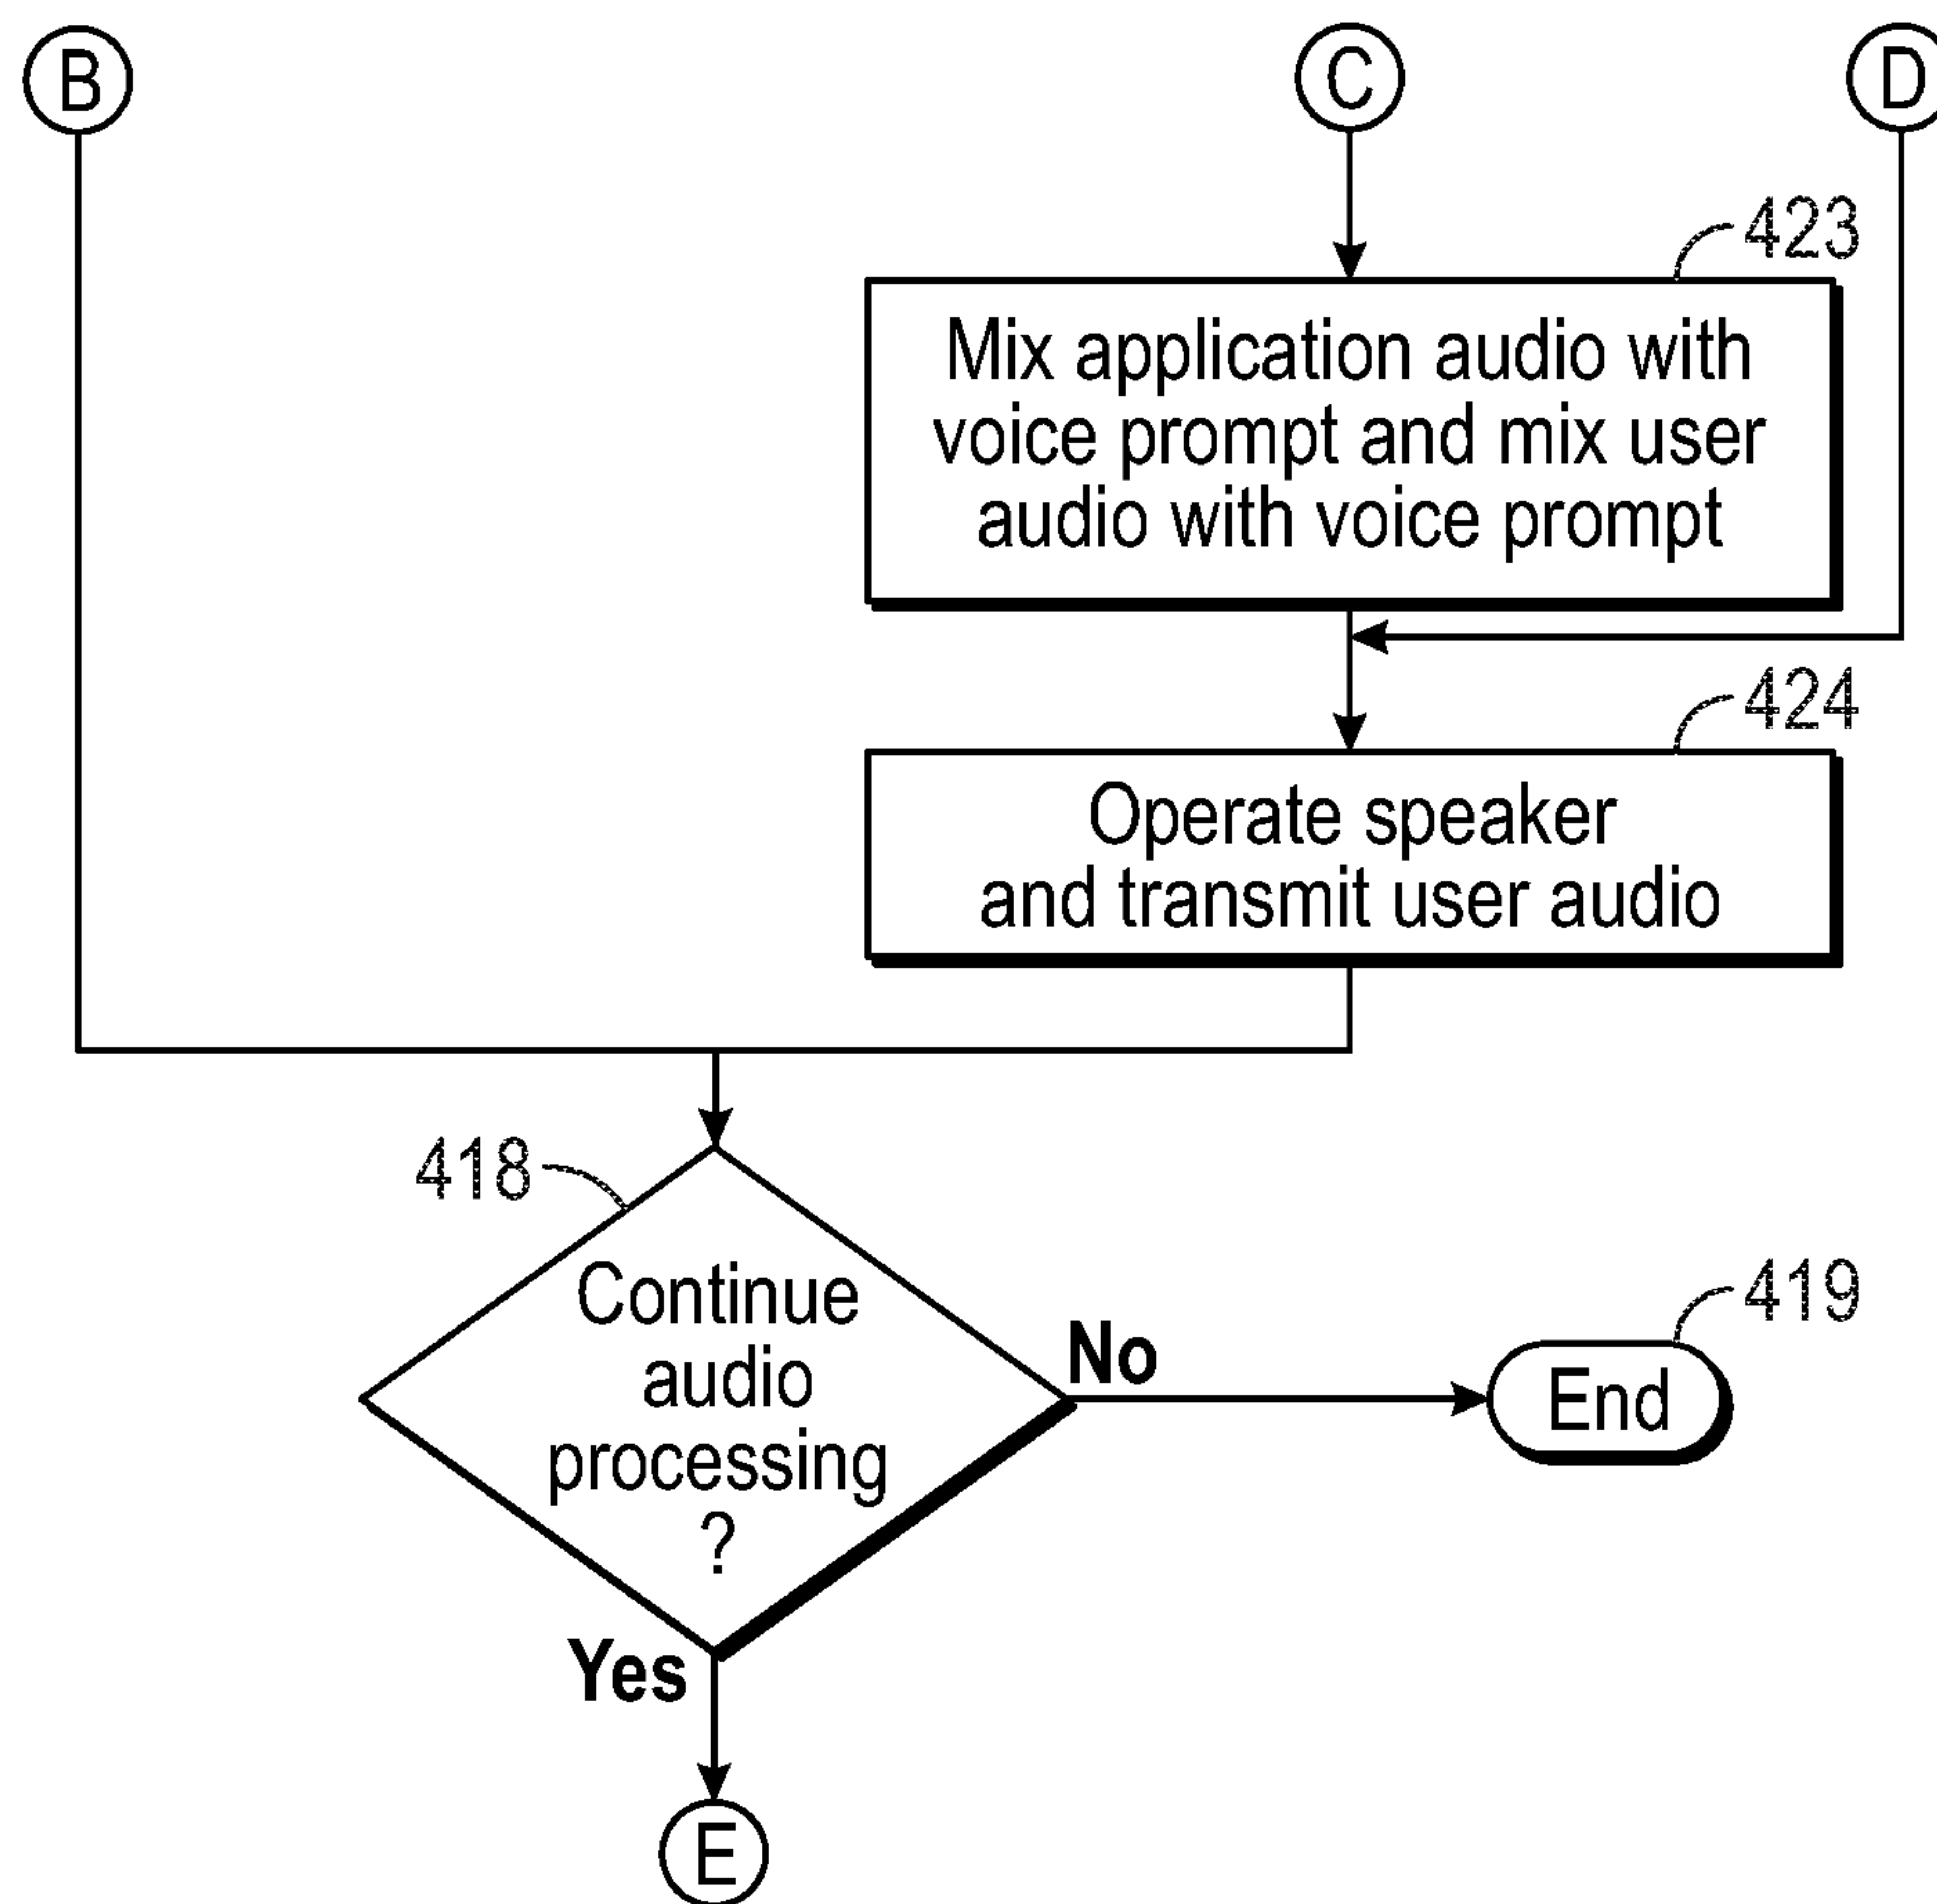 B
C
D
423
Mix application audio with
voice prompt and mix user
audio with voice prompt
424
Operate speaker
and transmit user audio
418
Continue
audio
processing
?
No
419
End
Yes
E